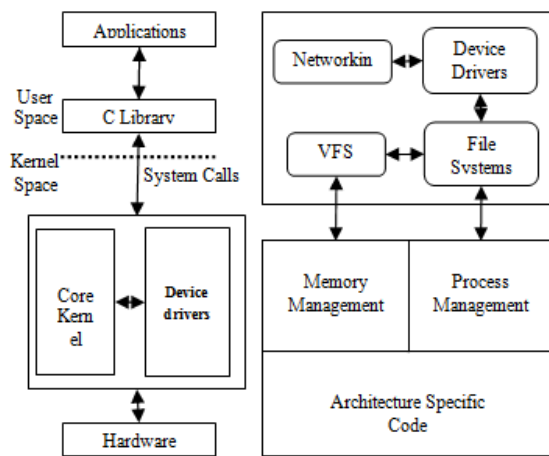 Applications
User
Space
C Library
Kernel
Space
System Calls
Core
Kern
el
Device
drivers
Hardware
Networkin
Device
Drivers
VFS
File
Systems
Memory
Management
Process
Management
Architecture Specific
Code